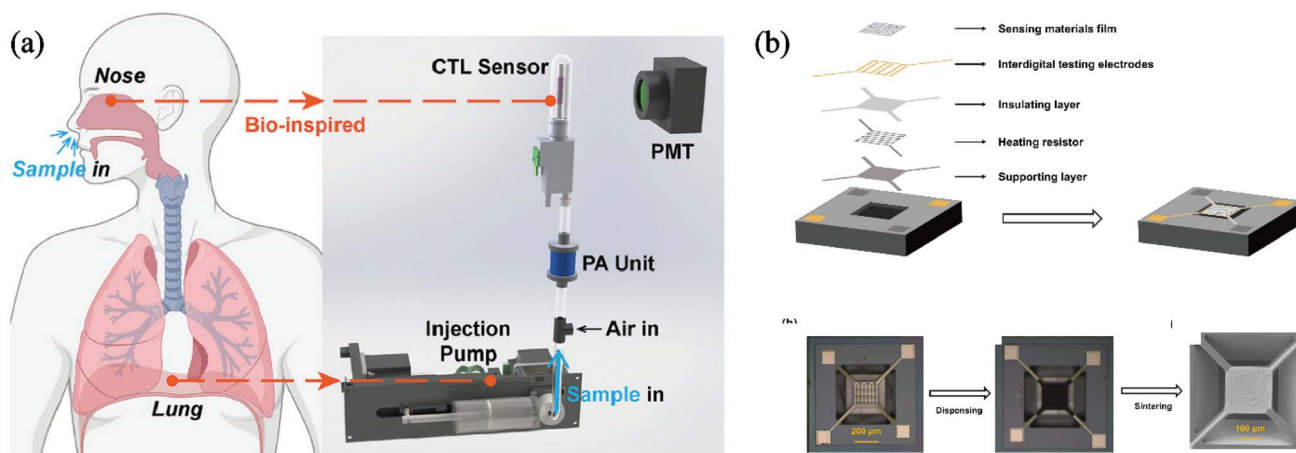 (a)
Nose
Sample in
Bio-inspired
Lung
CTL Sensor
PMT
PA Unit
Air in
Injection
Pump
Sample in
(b)
Sensing materials film
Interdigital testing electrodes
Insulating layer
Heating resistor
Supporting layer
200 μm
Dispensing
Sintering
100 μm